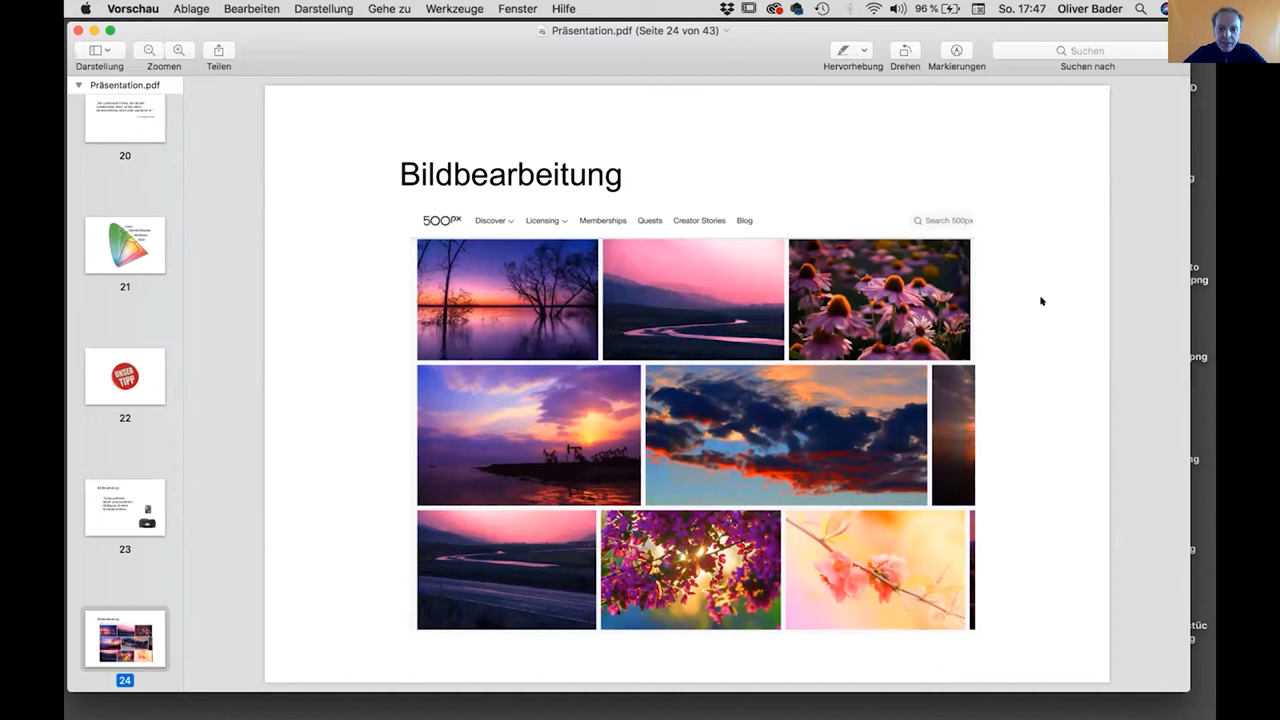 Vorschau Ablage Bearbeiten Darstellung Gehe zu Werkzeuge Fenster Hilfe 96 % So. 17:47 Oliver Bader
Präsentation.pdf (Seite 24 von 43)
Darstellung Zoomen Teilen Hervorhebung Drehen Markierungen Suchen
Suchen nach
Präsentation.pdf
20
21
UNSER
TIPP
22
23
24
Bildbearbeitung
500px Discover Licensing Memberships Quests Creator Stories Blog Search 500px